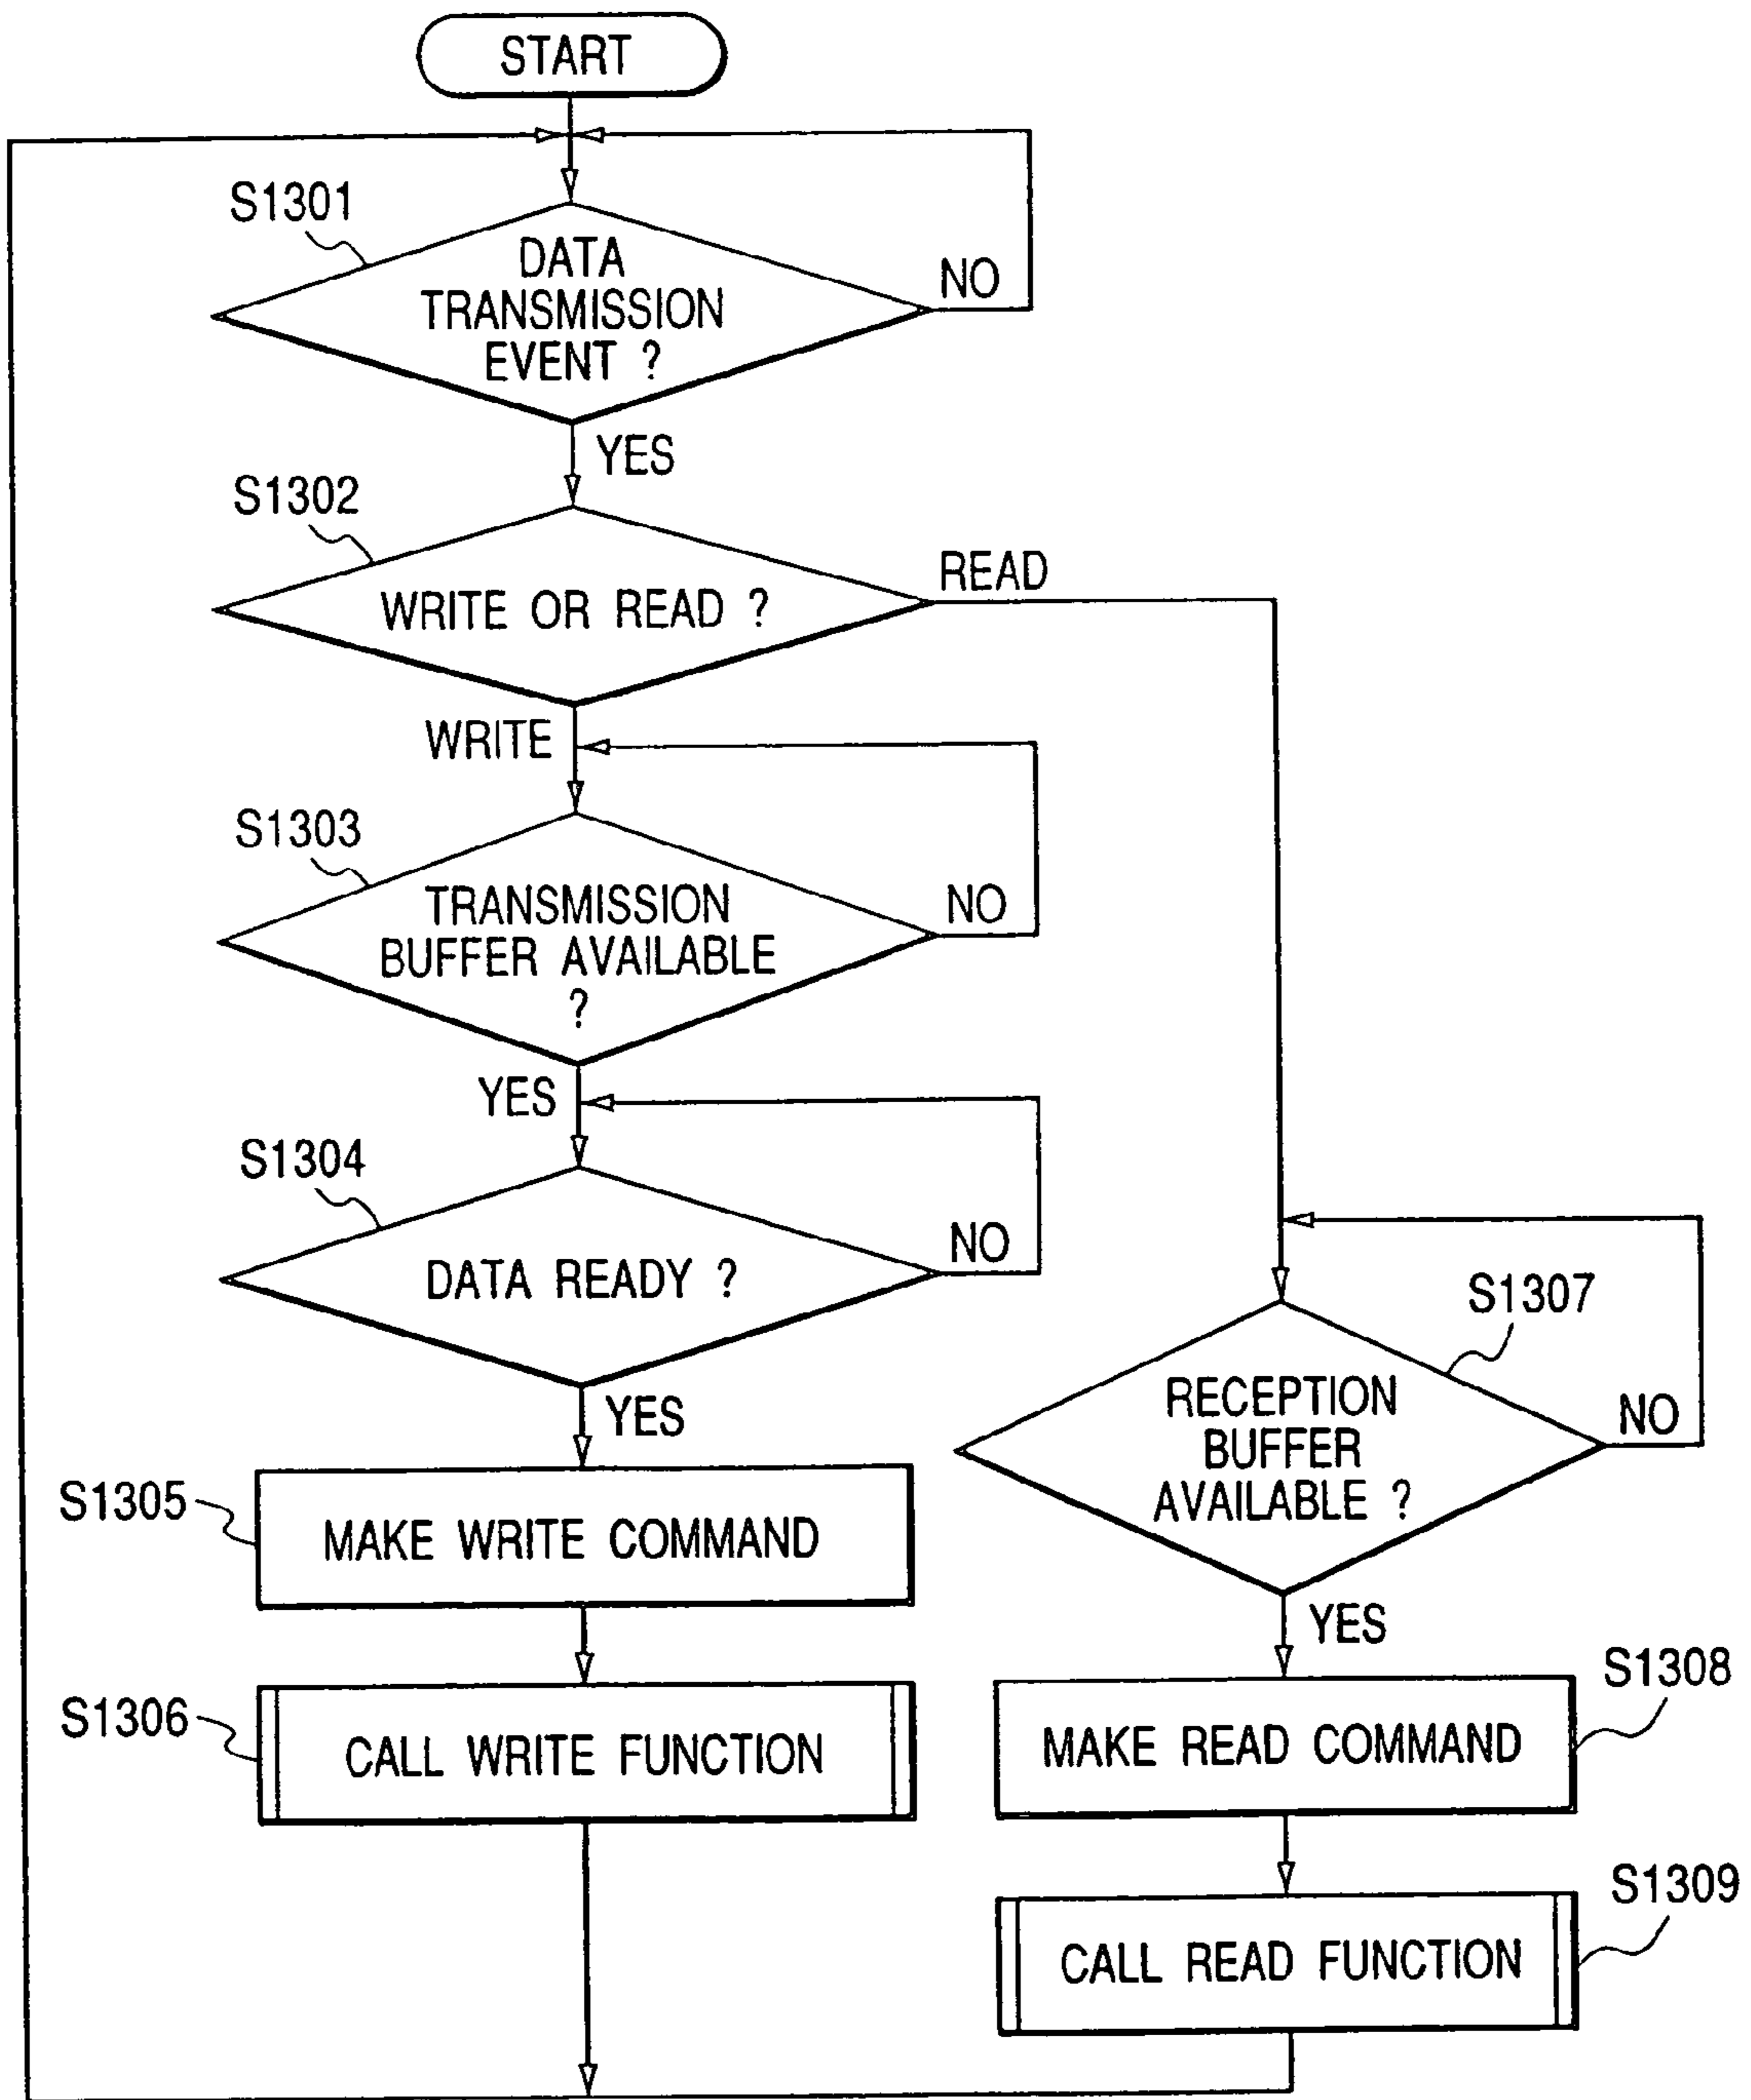 START
S1301
DATA
TRANSMISSION
EVENT ?
NO
YES
S1302
WRITE OR READ ?
READ
WRITE
S1303
TRANSMISSION
BUFFER AVAILABLE
?
NO
YES
S1304
DATA READY ?
NO
YES
S1305
MAKE WRITE COMMAND
S1306
CALL WRITE FUNCTION
S1307
RECEPTION
BUFFER
AVAILABLE ?
NO
YES
S1308
MAKE READ COMMAND
S1309
CALL READ FUNCTION